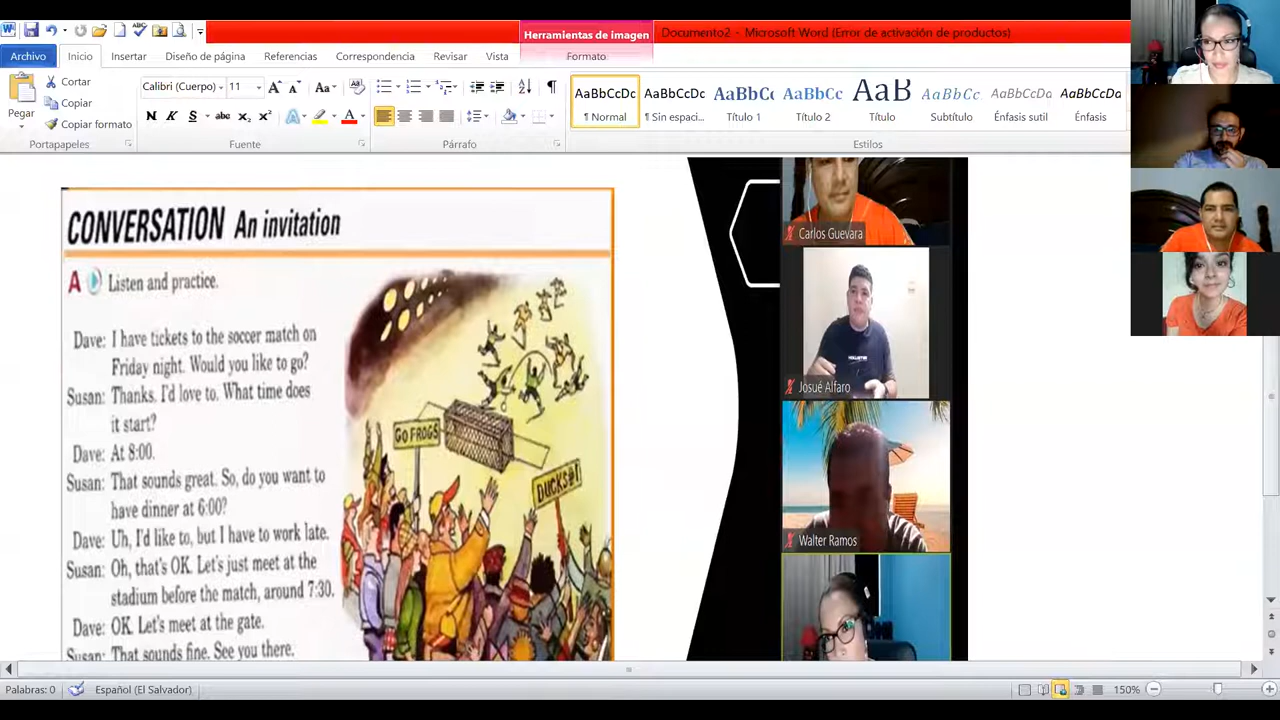 Herramientas de imagen
Documento2 - Microsoft Word (Error de activación de productos)
Archivo Inicio Insertar Diseño de página Referencias Correspondencia Revisar Vista Formato
Pegar
Cortar
Copiar
Copiar formato
Portapapeles
Calibri (Cuerpo) 11
Fuente
Párrafo
AaBbCcDc AaBbCcDc AaBbCc AaBbCc AaB AaBbCc AaBbCcDa AaBbCcDc
¶ Normal ¶ Sin espaci... Título 1 Título 2 Título Subtítulo Énfasis sutil Énfasis
Estilos
CONVERSATION An invitation
A Listen and practice.
Dave: I have tickets to the soccer match on
Friday night. Would you like to go?
Susan: Thanks. I'd love to. What time does
it start?
Dave: At 8:00.
Susan: That sounds great. So, do you want to
have dinner at 6:00?
Dave: Uh, I'd like to, but I have to work late.
Susan: Oh, that's OK. Let's just meet at the
stadium before the match, around 7:30.
Dave: OK. Let's meet at the gate.
Susan: That sounds fine. See you there.
GO FROGS
DUCKS#!
Carlos Guevara
Josué Alfaro
Walter Ramos
Palabras: 0 Español (El Salvador) 150%